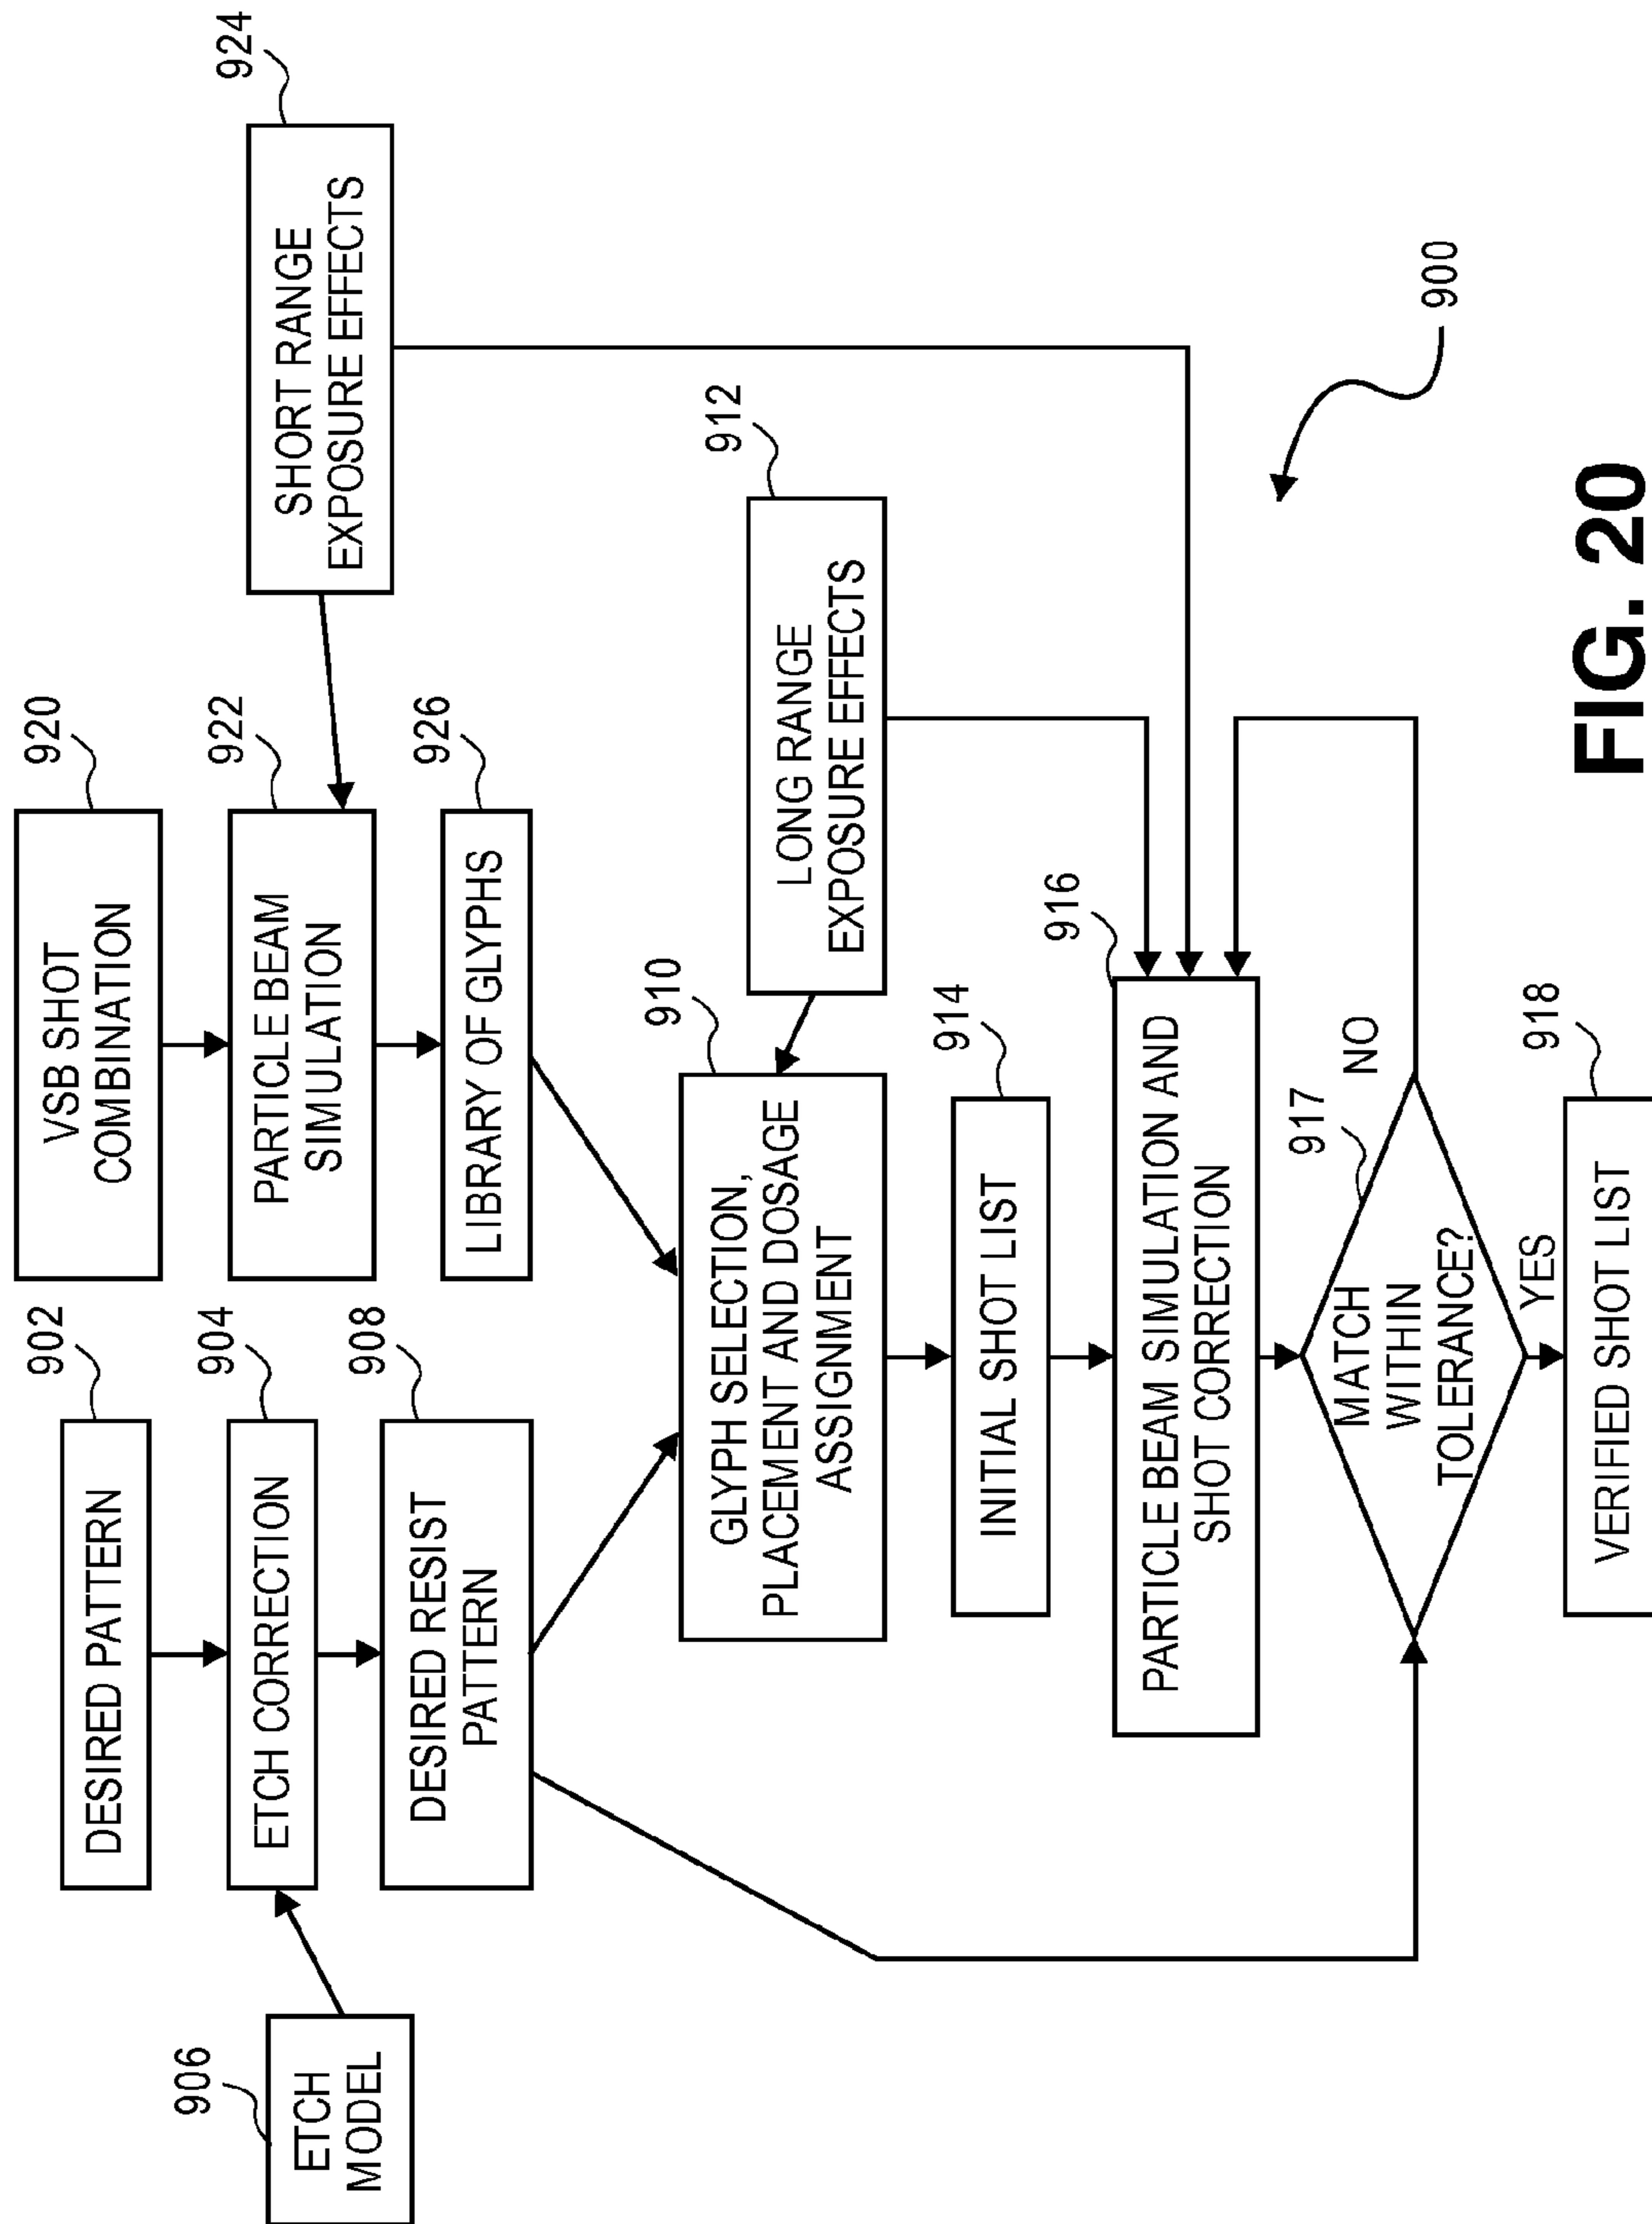 920
VSB SHOT
COMBINATION
902
DESIRED PATTERN
922
PARTICLE BEAM
SIMULATION
924
SHORT RANGE
EXPOSURE EFFECTS
906
ETCH
MODEL
904
ETCH CORRECTION
926
LIBRARY OF GLYPHS
908
DESIRED RESIST
PATTERN
910
GLYPH SELECTION,
PLACEMENT AND DOSAGE
ASSIGNMENT
912
LONG RANGE
EXPOSURE EFFECTS
914
INITIAL SHOT LIST
916
PARTICLE BEAM SIMULATION AND
SHOT CORRECTION
917
MATCH
WITHIN
TOLERANCE?
NO
YES
918
VERIFIED SHOT LIST
900
FIG. 20